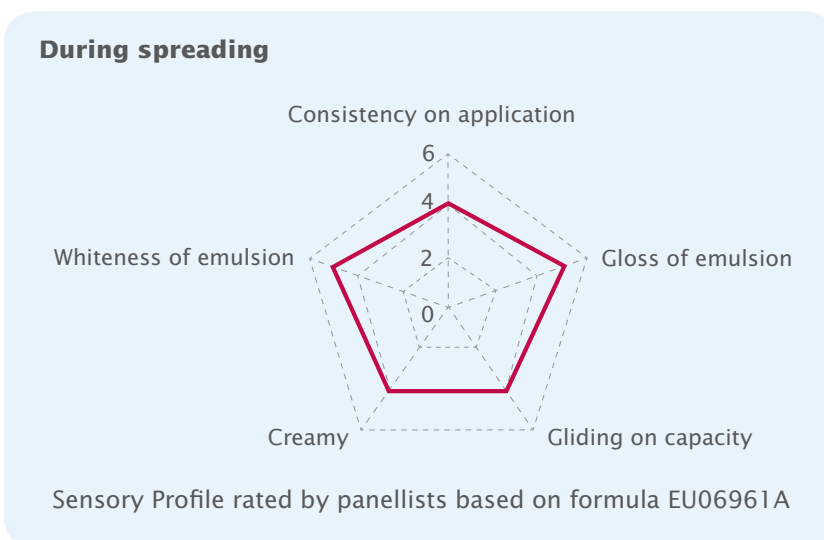 During spreading
Consistency on application
6
4
2
0
Whiteness of emulsion
Gloss of emulsion
Creamy
Gliding on capacity
Sensory Profile rated by panellists based on formula EU06961A